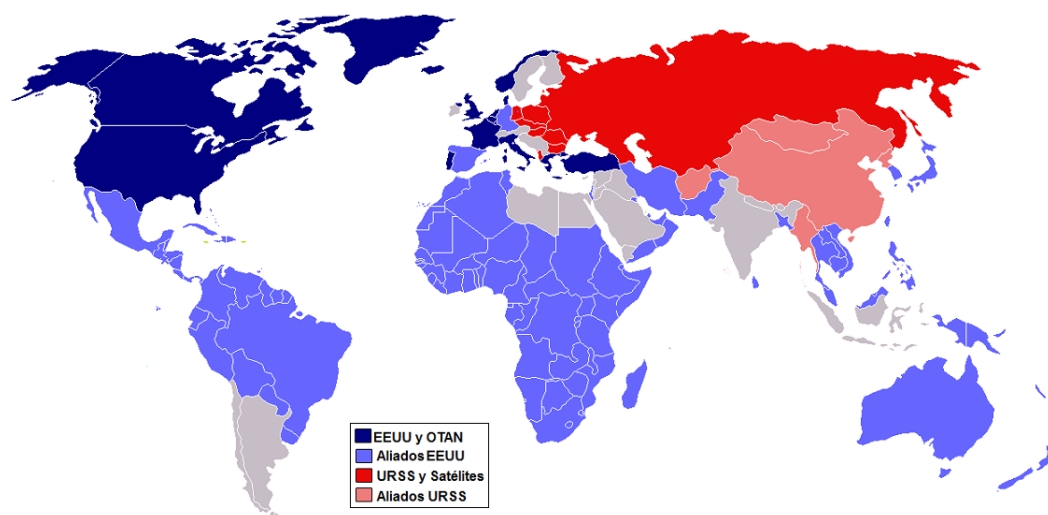 EEUU y OTAN
Aliados EEUU
URSS y Satélites
Aliados URSS